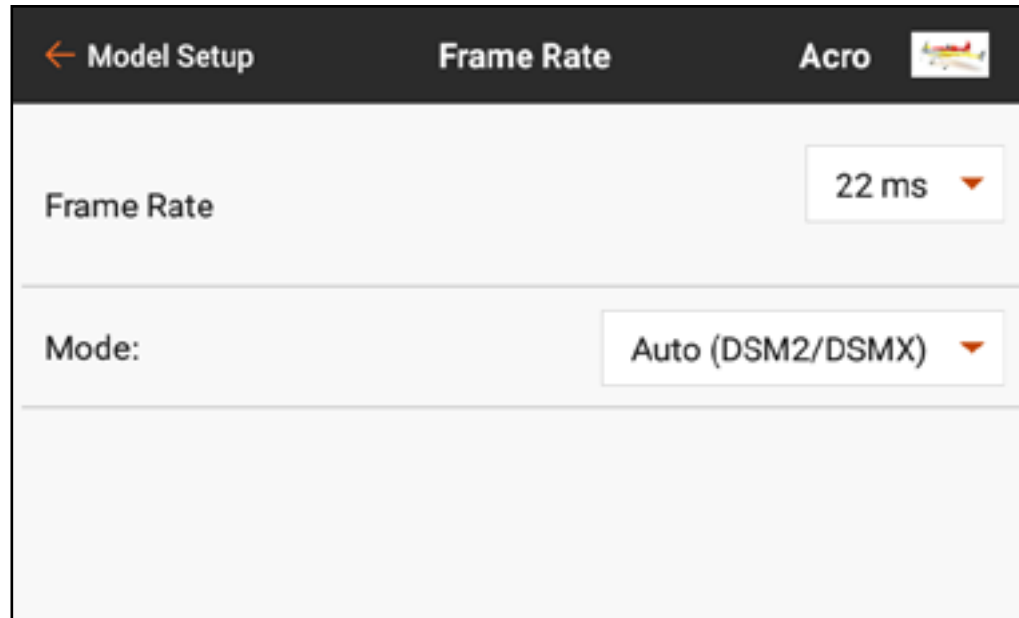 ← Model Setup Frame Rate Acro
Frame Rate 22 ms
Mode: Auto (DSM2/DSMX)